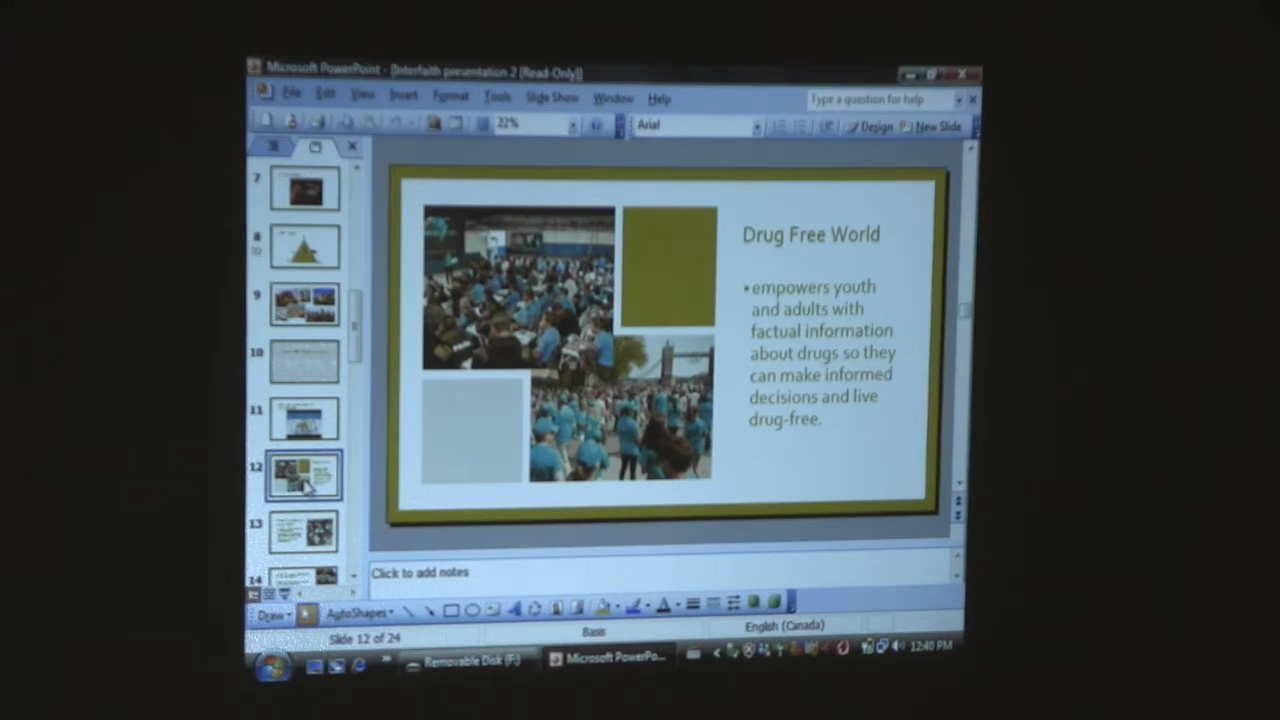 Microsoft PowerPoint - [Interfaith presentation 2 [Read-Only]]
File Edit View Insert Format Tools Slide Show Window Help
Type a question for help
22%
Arial
Design
New Slide
7
8
9
10
11
12
13
14
Drug Free World
• empowers youth
and adults with
factual information
about drugs so they
can make informed
decisions and live
drug-free.
Click to add notes
Draw
AutoShapes
Slide 12 of 24
Basis
English (Canada)
Removable Disk (F:)
Microsoft PowerPo...
12:40 PM